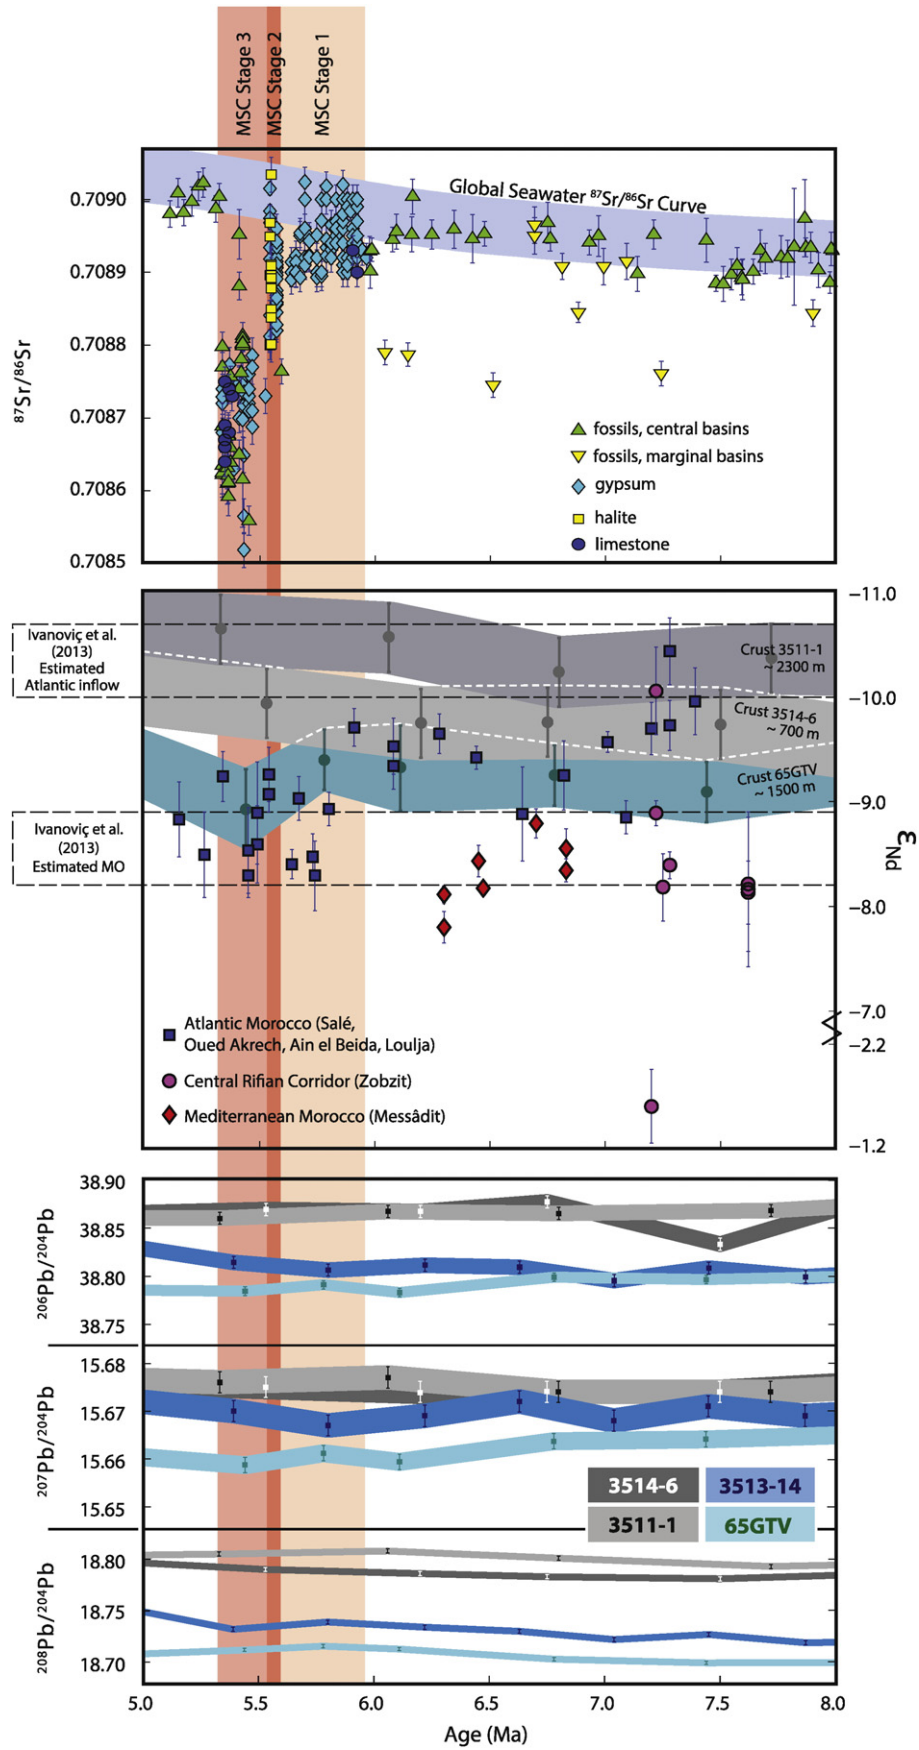 MSC Stage 3
MSC Stage 2
MSC Stage 1
Global Seawater ⁸⁷Sr/⁸⁶Sr Curve
0.7090
0.7089
0.7088
0.7087
0.7086
0.7085
⁸⁷Sr/⁸⁶Sr
fossils, central basins
fossils, marginal basins
gypsum
halite
limestone
Ivanoviç et al.
(2013)
Estimated
Atlantic inflow
Ivanoviç et al.
(2013)
Estimated MO
Crust 3511-1
~ 2300 m
Crust 3514-6
~ 700 m
Crust 65GTV
~ 1500 m
−11.0
−10.0
−9.0
−8.0
−7.0
−2.2
−1.2
εNd
Atlantic Morocco (Salé,
Oued Akrech, Ain el Beida, Loulja)
Central Rifian Corridor (Zobzit)
Mediterranean Morocco (Messâdit)
38.90
38.85
38.80
38.75
²⁰⁶Pb/²⁰⁴Pb
15.68
15.67
15.66
15.65
²⁰⁷Pb/²⁰⁴Pb
3514-6
3513-14
3511-1
65GTV
18.80
18.75
18.70
²⁰⁸Pb/²⁰⁴Pb
5.0
5.5
6.0
6.5
7.0
7.5
8.0
Age (Ma)